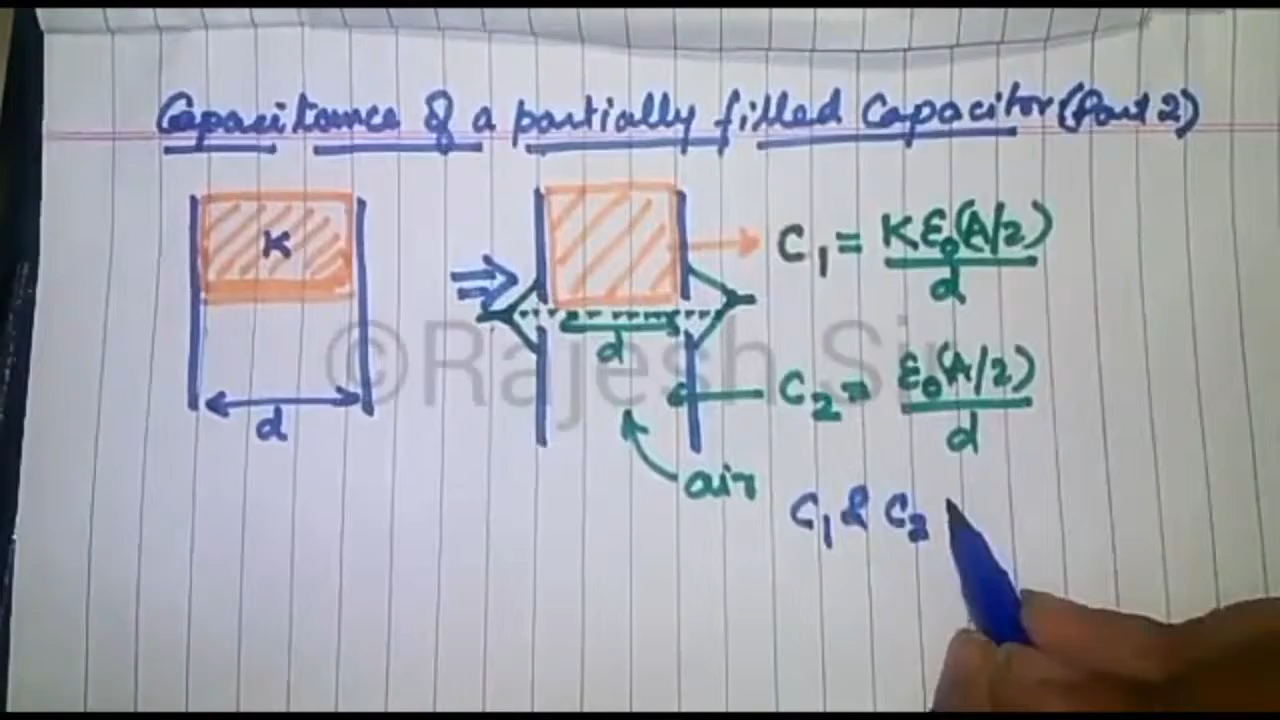 Capacitance of a partially filled Capacitor (Part 2)
K
d
d
air
C₁ = Kε₀(A/2)/d
C₂ = ε₀(A/2)/d
C₁ & C₂
©Rajesh Sir